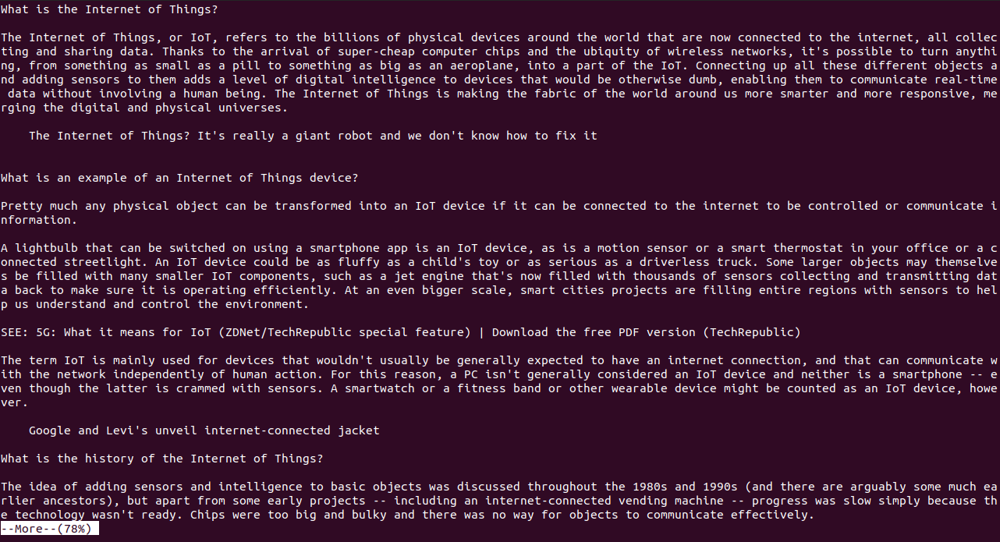 What is the Internet of Things?
The Internet of Things, or IoT, refers to the billions of physical devices around the world that are now connected to the internet, all collec
ting and sharing data. Thanks to the arrival of super-cheap computer chips and the ubiquity of wireless networks, it's possible to turn anythi
ng, from something as small as a pill to something as big as an aeroplane, into a part of the IoT. Connecting up all these different objects a
nd adding sensors to them adds a level of digital intelligence to devices that would be otherwise dumb, enabling them to communicate real-time
 data without involving a human being. The Internet of Things is making the fabric of the world around us more smarter and more responsive, me
rging the digital and physical universes.
    The Internet of Things? It's really a giant robot and we don't know how to fix it
What is an example of an Internet of Things device?
Pretty much any physical object can be transformed into an IoT device if it can be connected to the internet to be controlled or communicate i
nformation.
A lightbulb that can be switched on using a smartphone app is an IoT device, as is a motion sensor or a smart thermostat in your office or a c
onnected streetlight. An IoT device could be as fluffy as a child's toy or as serious as a driverless truck. Some larger objects may themselve
s be filled with many smaller IoT components, such as a jet engine that's now filled with thousands of sensors collecting and transmitting dat
a back to make sure it is operating efficiently. At an even bigger scale, smart cities projects are filling entire regions with sensors to hel
p us understand and control the environment.
SEE: 5G: What it means for IoT (ZDNet/TechRepublic special feature) | Download the free PDF version (TechRepublic)
The term IoT is mainly used for devices that wouldn't usually be generally expected to have an internet connection, and that can communicate w
ith the network independently of human action. For this reason, a PC isn't generally considered an IoT device and neither is a smartphone -- e
ven though the latter is crammed with sensors. A smartwatch or a fitness band or other wearable device might be counted as an IoT device, howe
ver.
    Google and Levi's unveil internet-connected jacket
What is the history of the Internet of Things?
The idea of adding sensors and intelligence to basic objects was discussed throughout the 1980s and 1990s (and there are arguably some much ea
rlier ancestors), but apart from some early projects -- including an internet-connected vending machine -- progress was slow simply because th
e technology wasn't ready. Chips were too big and bulky and there was no way for objects to communicate effectively.
--More--(78%)